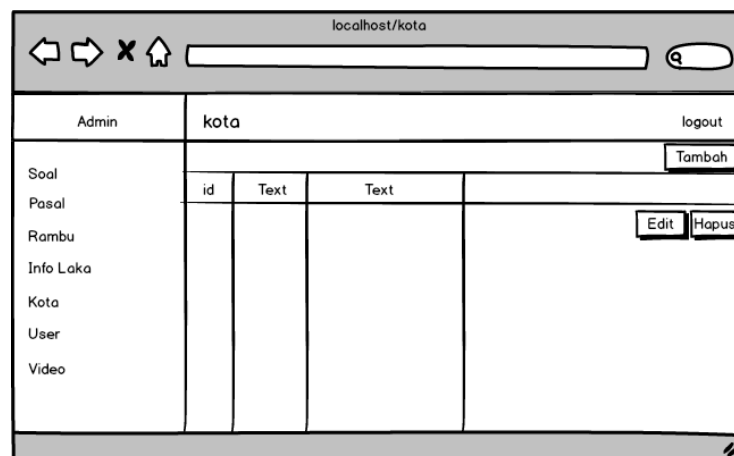 localhost/kota
Admin
kota
logout
Tambah
Soal
Pasal
Rambu
Info Laka
Kota
User
Video
id
Text
Text
Edit
Hapus